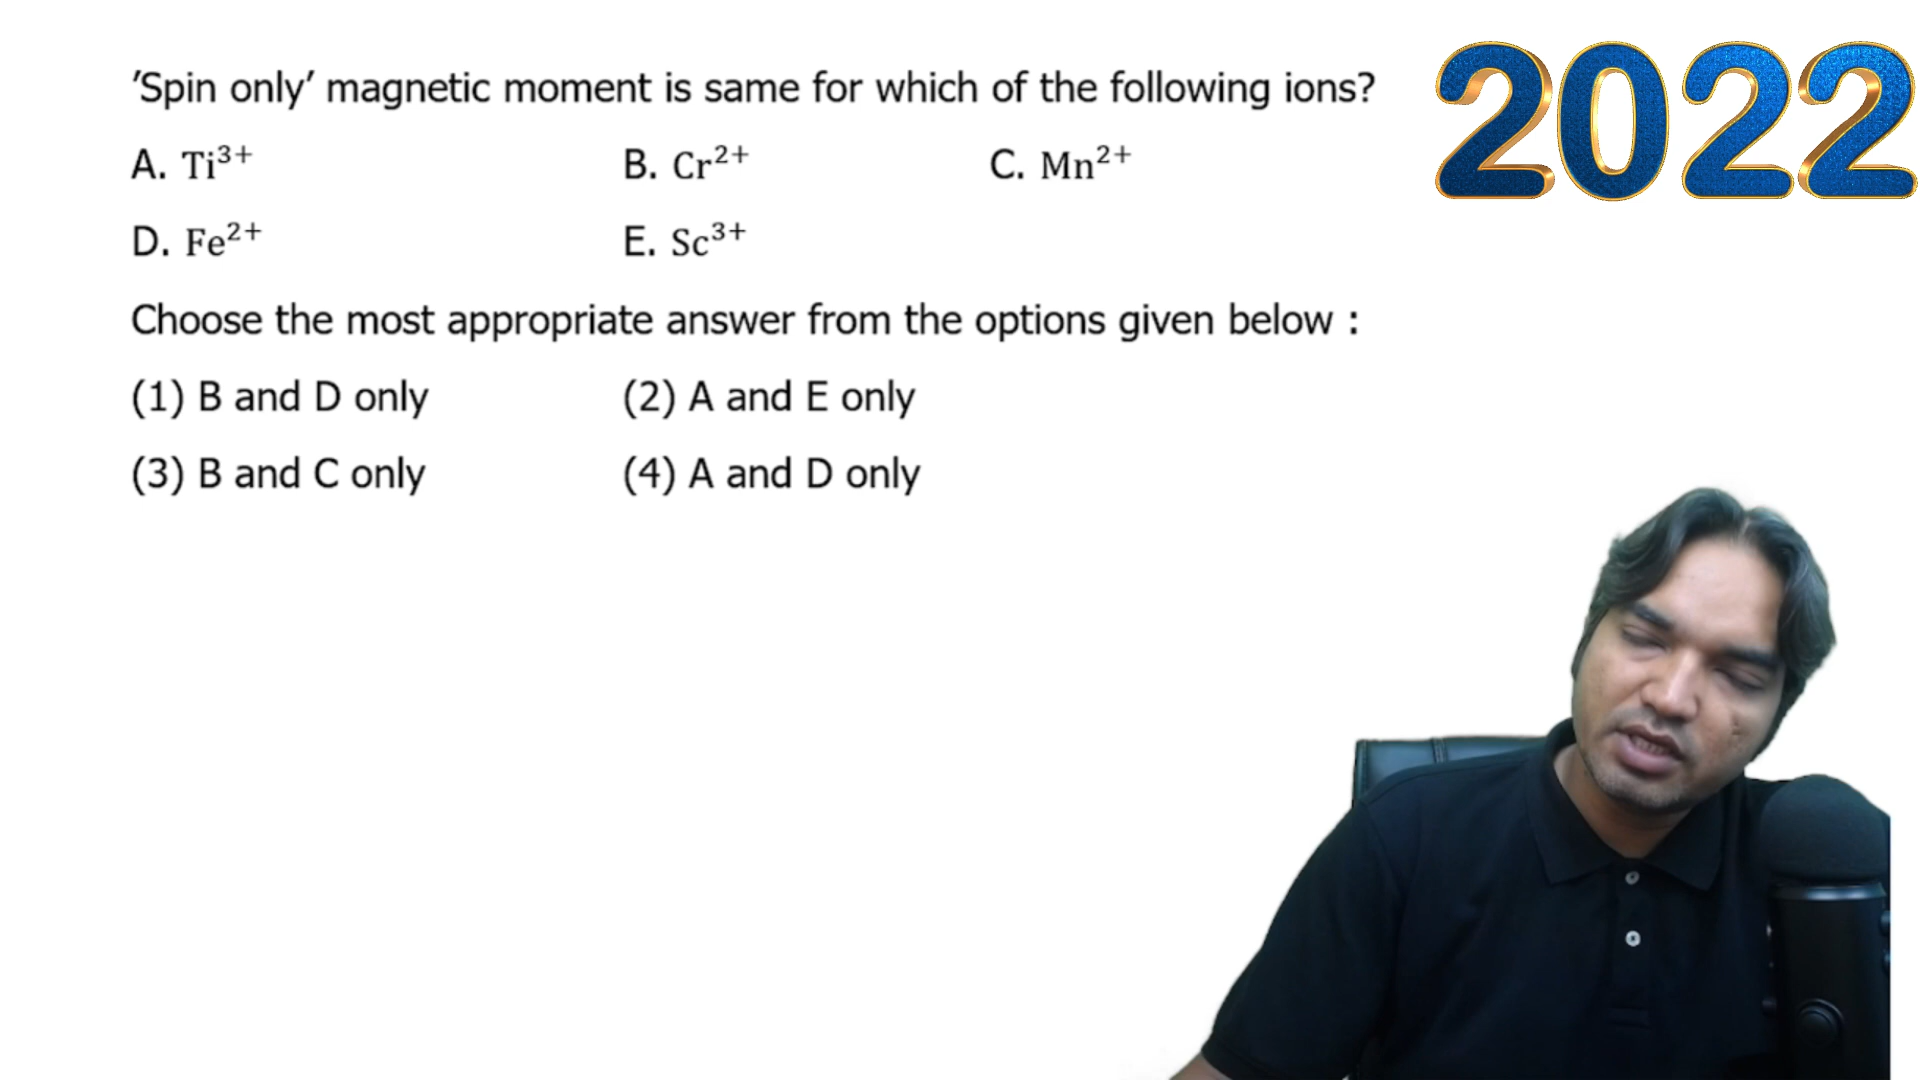 'Spin only' magnetic moment is same for which of the following ions?
2022
A. Ti³⁺ B. Cr²⁺ C. Mn²⁺
D. Fe²⁺ E. Sc³⁺
Choose the most appropriate answer from the options given below :
(1) B and D only (2) A and E only
(3) B and C only (4) A and D only